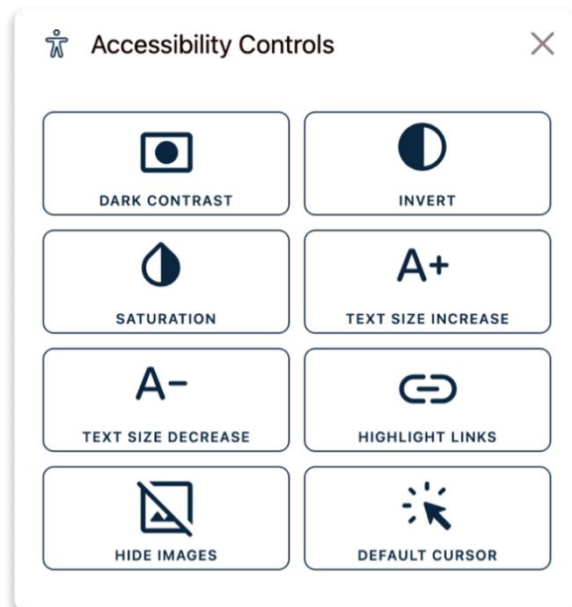 Accessibility Controls
DARK CONTRAST
INVERT
SATURATION
A+
TEXT SIZE INCREASE
A-
TEXT SIZE DECREASE
HIGHLIGHT LINKS
HIDE IMAGES
DEFAULT CURSOR